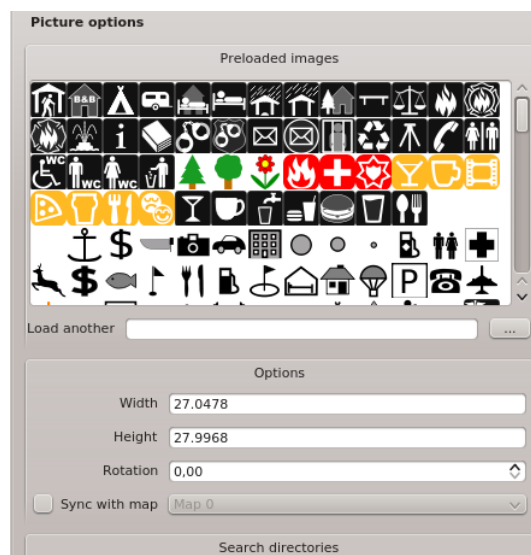 Picture options
Preloaded images
B&B
i
WC
WC
WC
$
$
P
Load another
...
Options
Width 27.0478
Height 27.9968
Rotation 0,00
Sync with map Map 0
Search directories